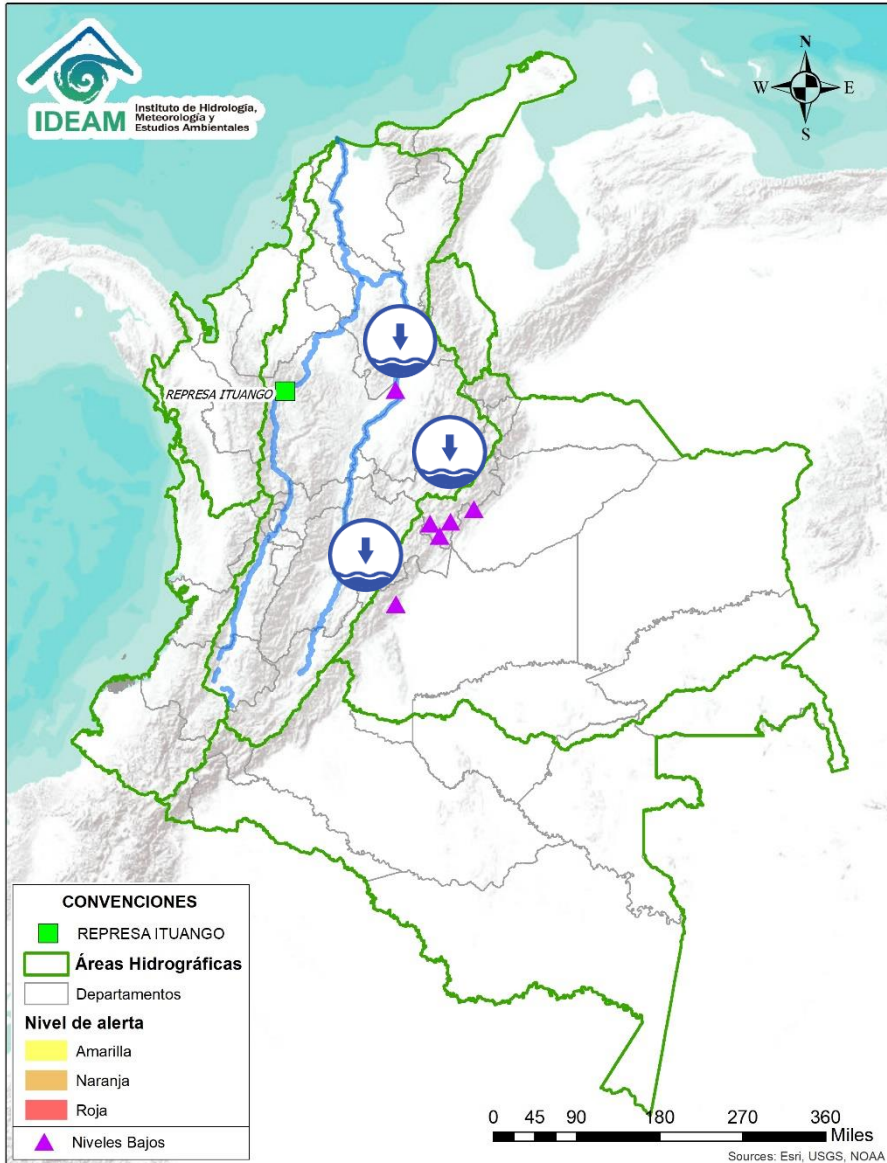 IDEAM
Instituto de Hidrología,
Meteorología y
Estudios Ambientales
N
W E
S
REPRESA ITUANGO
CONVENCIONES
REPRESA ITUANGO
Áreas Hidrográficas
Departamentos
Nivel de alerta
Amarilla
Naranja
Roja
Niveles Bajos
0 45 90 180 270 360
Miles
Sources: Esri, USGS, NOAA